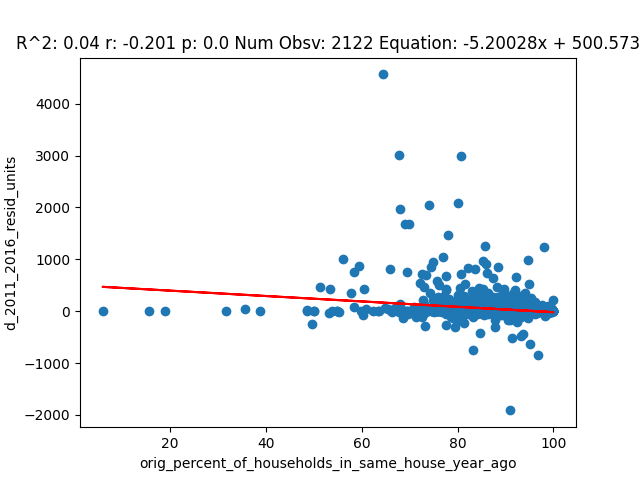 R^2: 0.04 r: -0.201 p: 0.0 Num Obsv: 2122 Equation: -5.20028x + 500.573
4000
3000
2000
1000
0
−1000
−2000
d_2011_2016_resid_units
20 40 60 80 100
orig_percent_of_households_in_same_house_year_ago